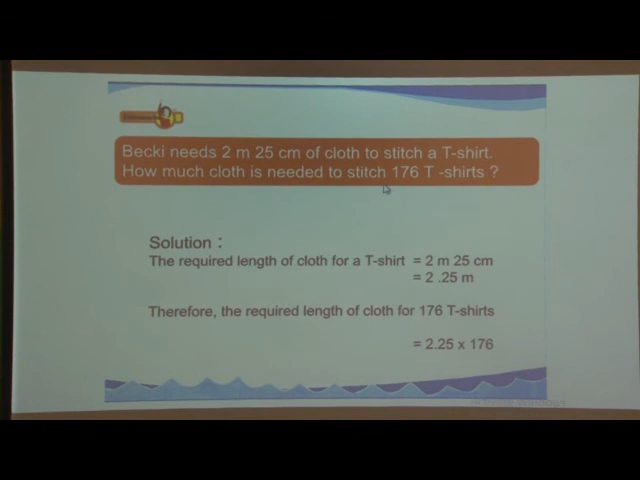 Becki needs 2 m 25 cm of cloth to stitch a T-shirt.
How much cloth is needed to stitch 176 T -shirts ?
Solution :
The required length of cloth for a T-shirt = 2 m 25 cm
= 2 .25 m
Therefore, the required length of cloth for 176 T-shirts
= 2.25 x 176